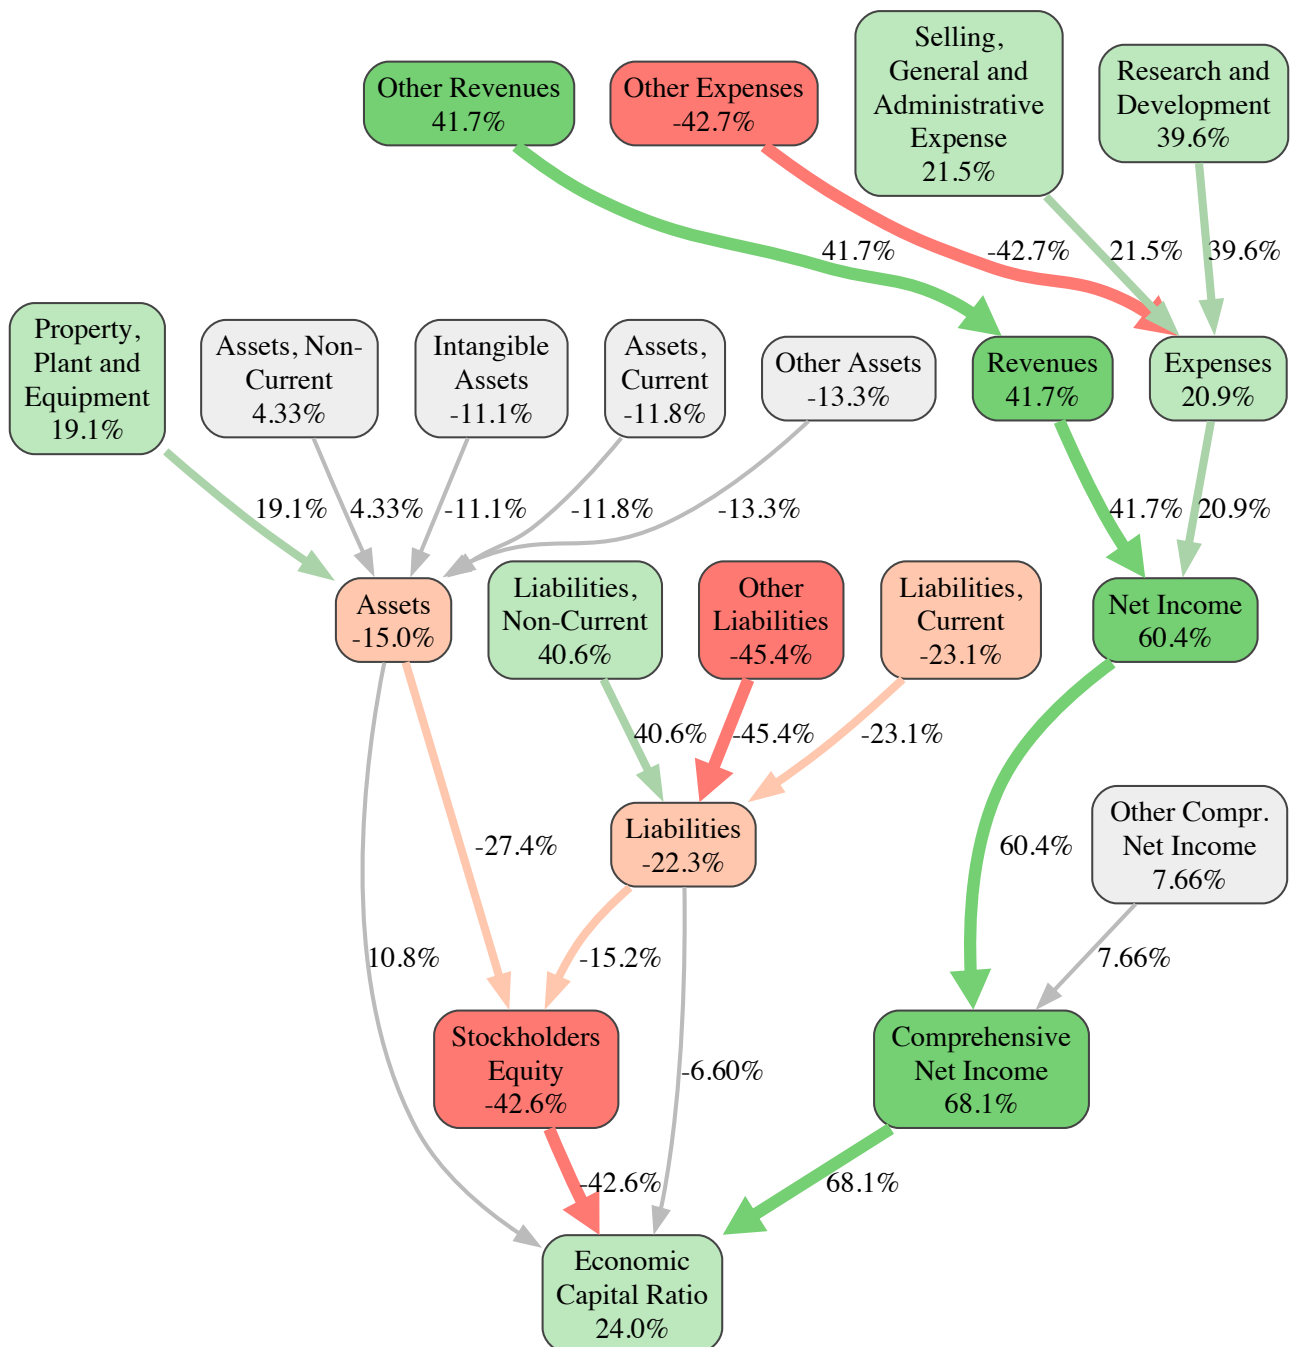 Selling,
General and
Administrative
Expense
21.5%
Other Revenues
41.7%
Other Expenses
-42.7%
Research and
Development
39.6%
41.7%
-42.7%
21.5%
39.6%
Property,
Plant and
Equipment
19.1%
Assets, Non-
Current
4.33%
Intangible
Assets
-11.1%
Assets,
Current
-11.8%
Other Assets
-13.3%
Revenues
41.7%
Expenses
20.9%
19.1%
4.33%
-11.1%
-11.8%
-13.3%
41.7%
20.9%
Assets
-15.0%
Liabilities,
Non-Current
40.6%
Other
Liabilities
-45.4%
Liabilities,
Current
-23.1%
Net Income
60.4%
40.6%
-45.4%
-23.1%
Liabilities
-22.3%
-27.4%
60.4%
Other Compr.
Net Income
7.66%
10.8%
-15.2%
7.66%
Stockholders
Equity
-42.6%
-6.60%
Comprehensive
Net Income
68.1%
-42.6%
68.1%
Economic
Capital Ratio
24.0%